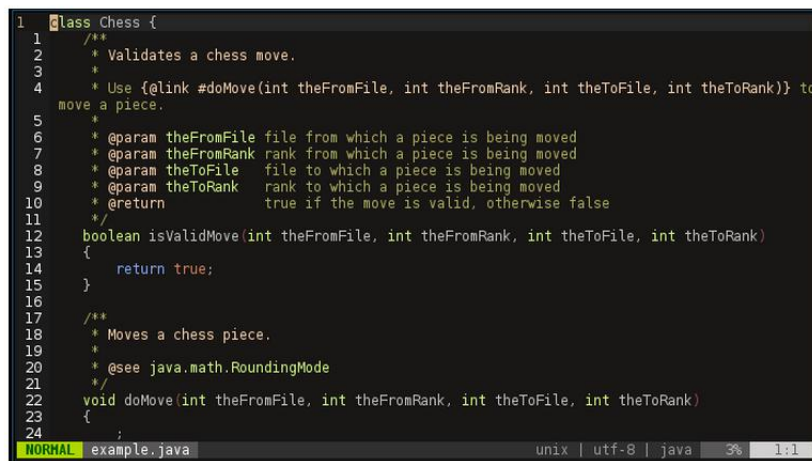 1 class Chess {
1 /**
2 * Validates a chess move.
3 *
4 * Use {@link #doMove(int theFromFile, int theFromRank, int theToFile, int theToRank)} to
move a piece.
5 *
6 * @param theFromFile file from which a piece is being moved
7 * @param theFromRank rank from which a piece is being moved
8 * @param theToFile file to which a piece is being moved
9 * @param theToRank rank to which a piece is being moved
10 * @return true if the move is valid, otherwise false
11 */
12 boolean isValidMove(int theFromFile, int theFromRank, int theToFile, int theToRank)
13 {
14 return true;
15 }
16
17 /**
18 * Moves a chess piece.
19 *
20 * @see java.math.RoundingMode
21 */
22 void doMove(int theFromFile, int theFromRank, int theToFile, int theToRank)
23 {
24 ;
NORMAL example.java unix | utf-8 | java 3% 1:1